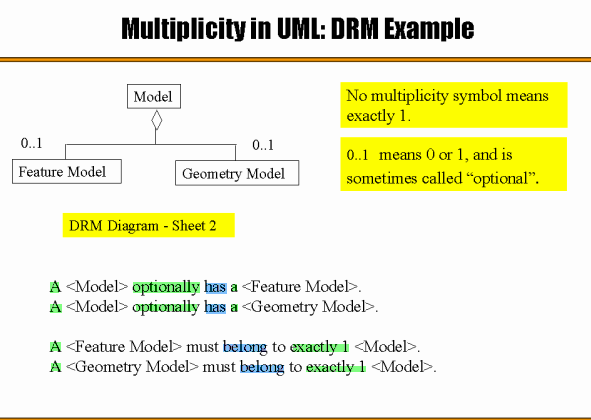 Multiplicity in UML: DRM Example
Model
No multiplicity symbol means
exactly 1.
0..1
0..1
0..1 means 0 or 1, and is
sometimes called “optional”.
Feature Model
Geometry Model
DRM Diagram - Sheet 2
A <Model> optionally has a <Feature Model>.
A <Model> optionally has a <Geometry Model>.
A <Feature Model> must belong to exactly 1 <Model>.
A <Geometry Model> must belong to exactly 1 <Model>.